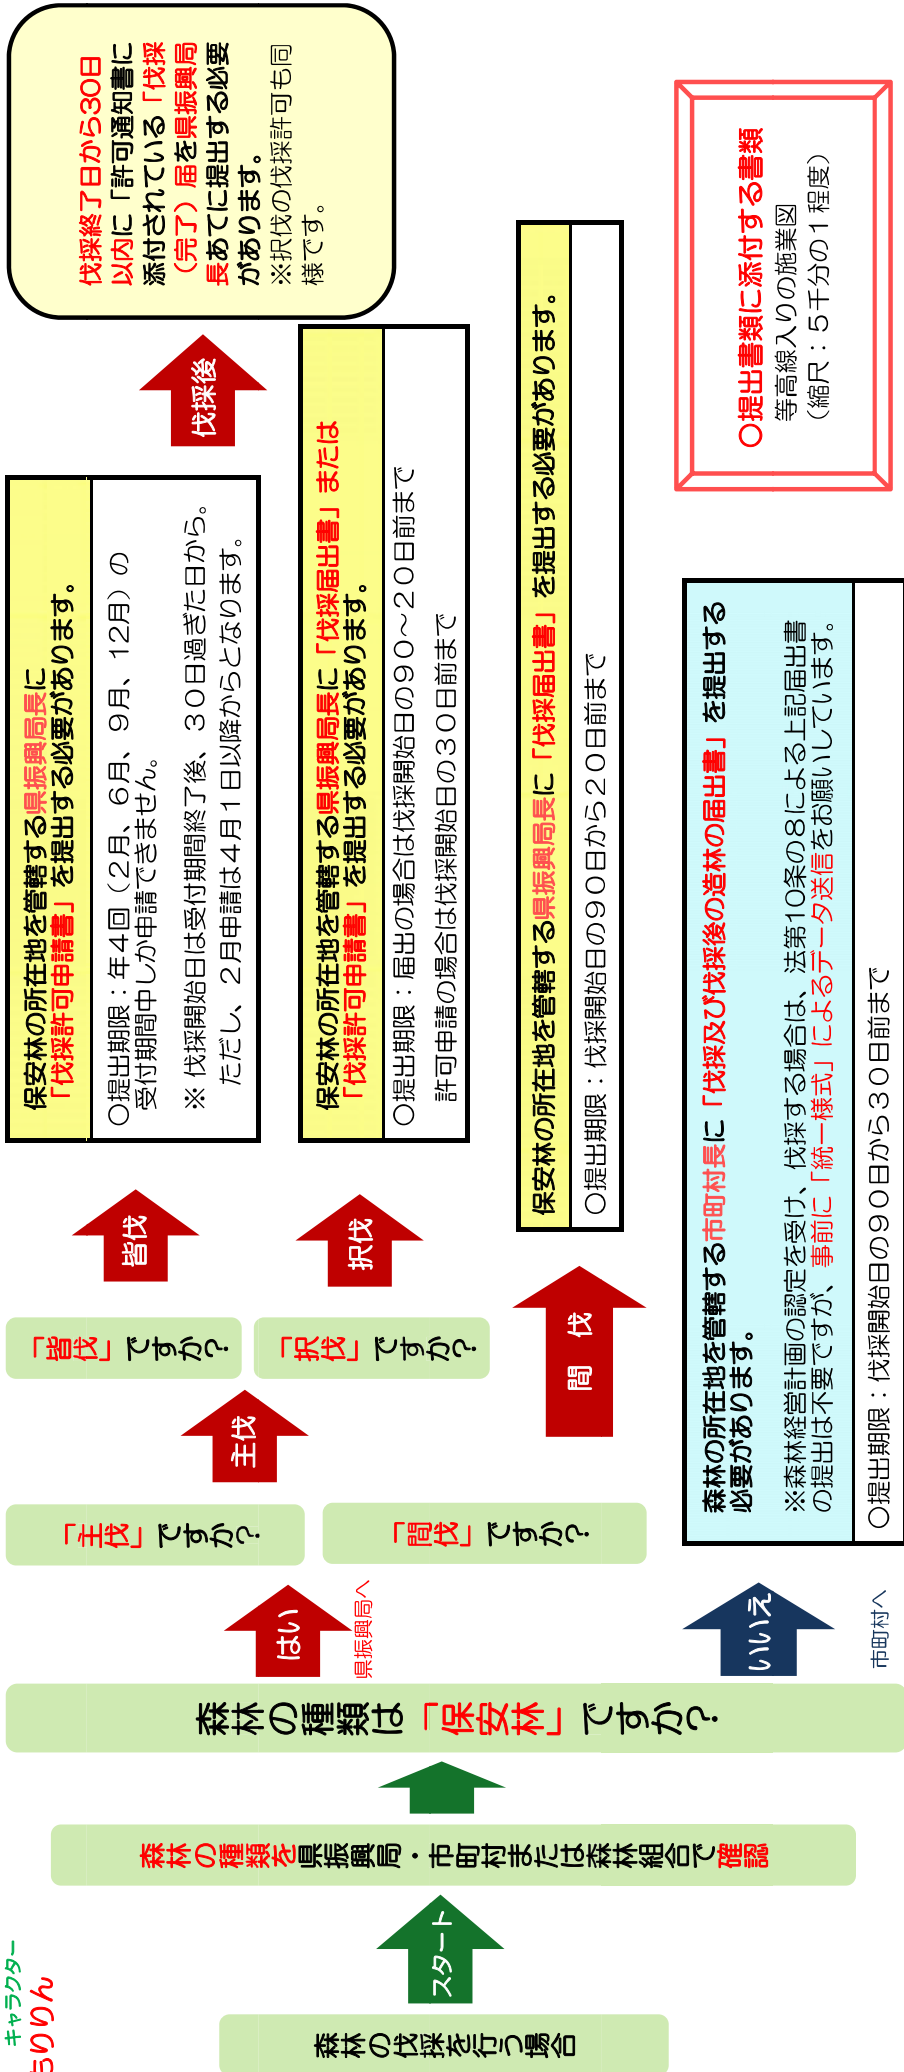 キャラクター
りりん
森林の伐採を行う場合
スタート
森林の種類を県振興局・市町村または森林組合で確認
森林の種類は「保安林」ですか？
はい
県振興局へ
いいえ
市町村へ
「主伐」ですか？
「間伐」ですか？
主伐
「皆伐」ですか？
「択伐」ですか？
皆伐
択伐
間　伐
保安林の所在地を管轄する県振興局長に
「伐採許可申請書」を提出する必要があります。
〇提出期限：年４回（２月、６月、９月、12月）の
受付期間中しか申請できません。
※ 伐採開始日は受付期間終了後、３０日過ぎた日から。
ただし、２月申請は４月１日以降からとなります。
伐採後
伐採終了日から30日
以内に「許可通知書に
添付されている「伐採
（完了）届を県振興局
長あてに提出する必要
があります。
※択伐の伐採許可も同
様です。
保安林の所在地を管轄する県振興局長に「伐採届出書」または
「伐採許可申請書」を提出する必要があります。
〇提出期限：届出の場合は伐採開始日の９０～２０日前まで
許可申請の場合は伐採開始日の３０日前まで
保安林の所在地を管轄する県振興局長に「伐採届出書」を提出する必要があります。
〇提出期限：伐採開始日の９０日から２０日前まで
森林の所在地を管轄する市町村長に「伐採及び伐採後の造林の届出書」を提出する
必要があります。
※森林経営計画の認定を受け、伐採する場合は、法第１０条の８による上記届出書
の提出は不要ですが、事前に「統一様式」によるデータ送信をお願いしています。
〇提出期限：伐採開始日の９０日から３０日前まで
〇提出書類に添付する書類
等高線入りの施業図
（縮尺：５千分の１程度）